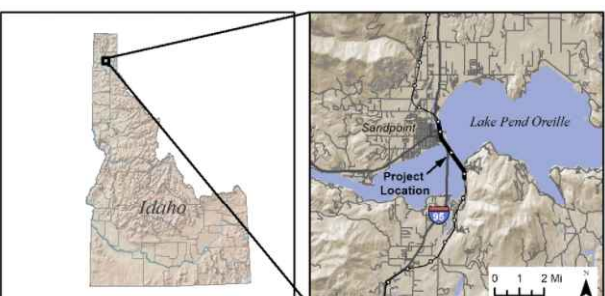 Idaho
Sandpoint
Lake Pend Oreille
Project
Location
95
0 1 2 Mi
N